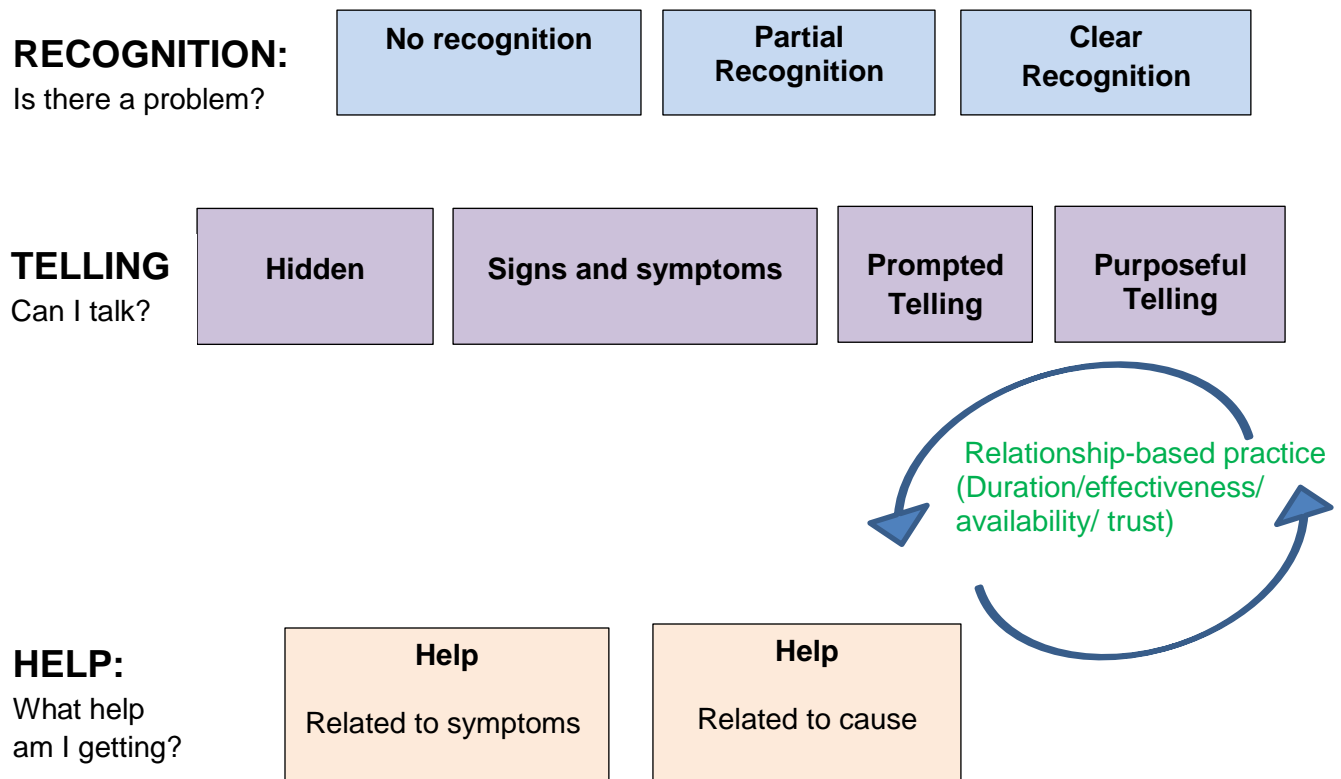 RECOGNITION:
Is there a problem?
No recognition
Partial
Recognition
Clear
Recognition
TELLING
Can I talk?
Hidden
Signs and symptoms
Prompted
Telling
Purposeful
Telling
Relationship-based practice
(Duration/effectiveness/
availability/ trust)
HELP:
What help
am I getting?
Help
Related to symptoms
Help
Related to cause